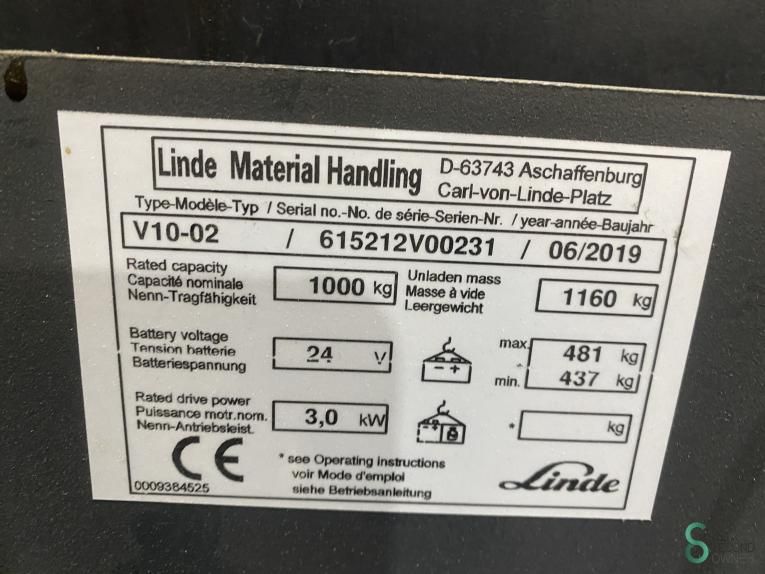 Linde Material Handling
D-63743 Aschaffenburg
Carl-von-Linde-Platz
Type-Modèle-Typ / Serial no.-No. de série-Serien-Nr. / year-année-Baujahr
V10-02 / 615212V00231 / 06/2019
Rated capacity
Capacité nominale
Nenn-Tragfähigkeit
1000 kg
Unladen mass
Masse à vide
Leergewicht
1160 kg
Battery voltage
Tension batterie
Batteriespannung
24 V
- +
max. 481 kg
* min. 437 kg
Rated drive power
Puissance motr.nom.
Nenn-Antriebsleist.
3,0 kW
* kg
CE
0009384525
* see Operating instructions
voir Mode d'emploi
siehe Betriebsanleitung
Linde
SECOND
OWNER